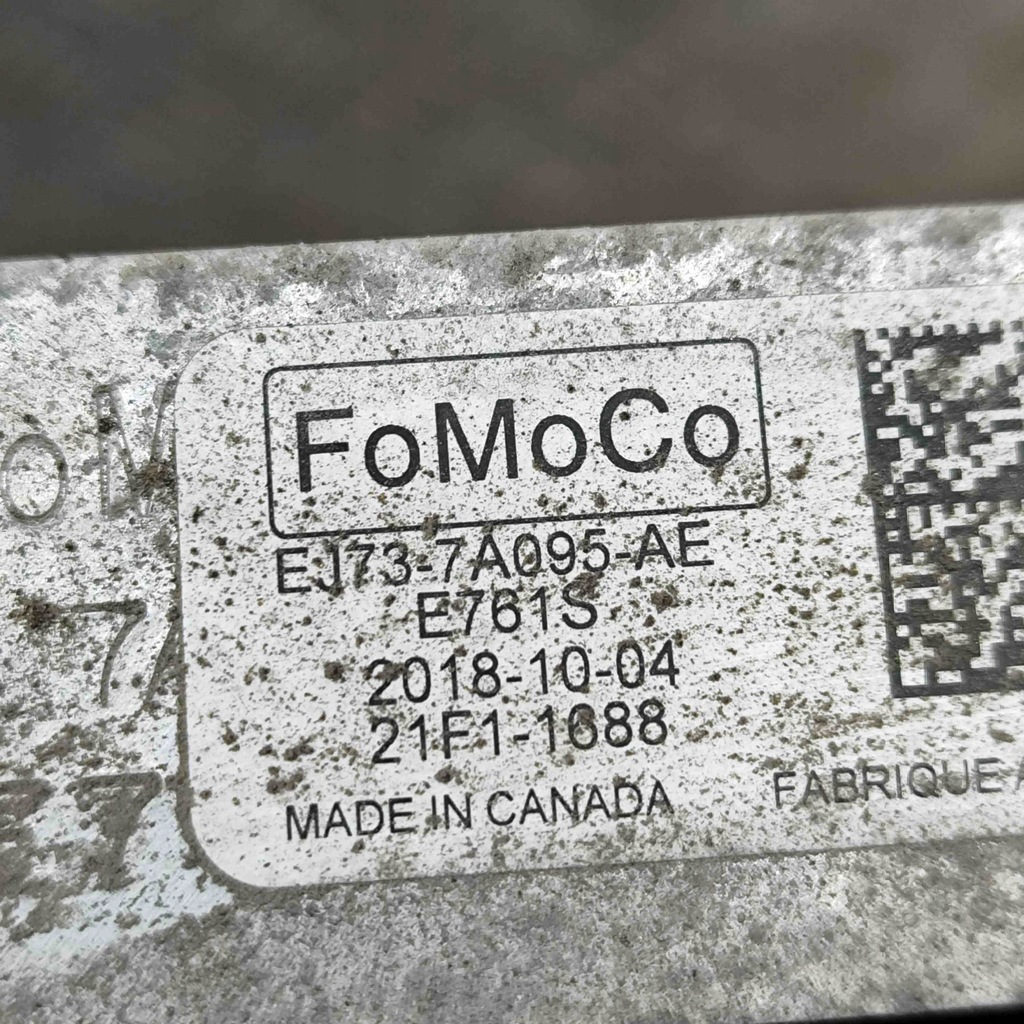 FoMoCo
EJ73-7A095-AE
E761S
2018-10-04
21F1-1688
MADE IN CANADA
FABRIQUE